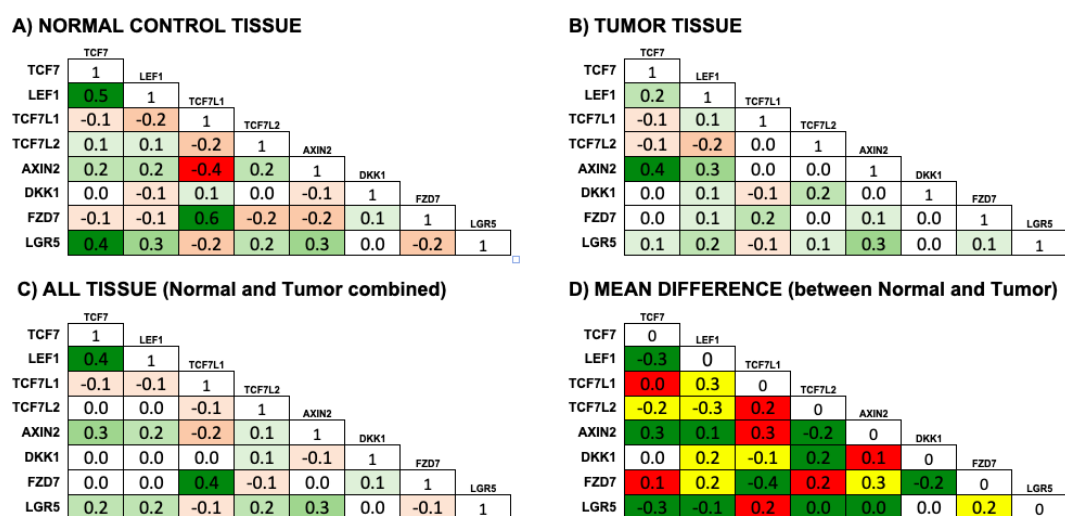 A) NORMAL CONTROL TISSUE
TCF7
TCF7 1 LEF1
LEF1 0.5 1 TCF7L1
TCF7L1 -0.1 -0.2 1 TCF7L2
TCF7L2 0.1 0.1 -0.2 1 AXIN2
AXIN2 0.2 0.2 -0.4 0.2 1 DKK1
DKK1 0.0 -0.1 0.1 0.0 -0.1 1 FZD7
FZD7 -0.1 -0.1 0.6 -0.2 -0.2 0.1 1 LGR5
LGR5 0.4 0.3 -0.2 0.2 0.3 0.0 -0.2 1
B) TUMOR TISSUE
TCF7
TCF7 1 LEF1
LEF1 0.2 1 TCF7L1
TCF7L1 -0.1 0.1 1 TCF7L2
TCF7L2 -0.1 -0.2 0.0 1 AXIN2
AXIN2 0.4 0.3 0.0 0.0 1 DKK1
DKK1 0.0 0.1 -0.1 0.2 0.0 1 FZD7
FZD7 0.0 0.1 0.2 0.0 0.1 0.0 1 LGR5
LGR5 0.1 0.2 -0.1 0.1 0.3 0.0 0.1 1
C) ALL TISSUE (Normal and Tumor combined)
TCF7
TCF7 1 LEF1
LEF1 0.4 1 TCF7L1
TCF7L1 -0.1 -0.1 1 TCF7L2
TCF7L2 0.0 0.0 -0.1 1 AXIN2
AXIN2 0.3 0.2 -0.2 0.1 1 DKK1
DKK1 0.0 0.0 0.0 0.1 -0.1 1 FZD7
FZD7 0.0 0.0 0.4 -0.1 0.0 0.1 1 LGR5
LGR5 0.2 0.2 -0.1 0.2 0.3 0.0 -0.1 1
D) MEAN DIFFERENCE (between Normal and Tumor)
TCF7
TCF7 0 LEF1
LEF1 -0.3 0 TCF7L1
TCF7L1 0.0 0.3 0 TCF7L2
TCF7L2 -0.2 -0.3 0.2 0 AXIN2
AXIN2 0.3 0.1 0.3 -0.2 0 DKK1
DKK1 0.0 0.2 -0.1 0.2 0.1 0 FZD7
FZD7 0.1 0.2 -0.4 0.2 0.3 -0.2 0 LGR5
LGR5 -0.3 -0.1 0.2 0.0 0.0 0.0 0.2 0